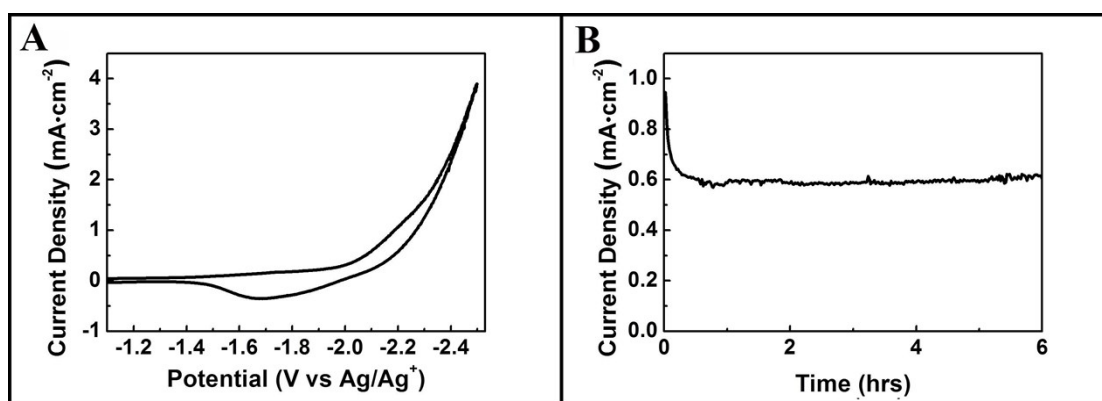 A
Current Density (mA·cm⁻²)
4
3
2
1
0
-1
-1.2 -1.4 -1.6 -1.8 -2.0 -2.2 -2.4
Potential (V vs Ag/Ag⁺)
B
Current Density (mA·cm⁻²)
1.0
0.8
0.6
0.4
0.2
0.0
0 2 4 6
Time (hrs)